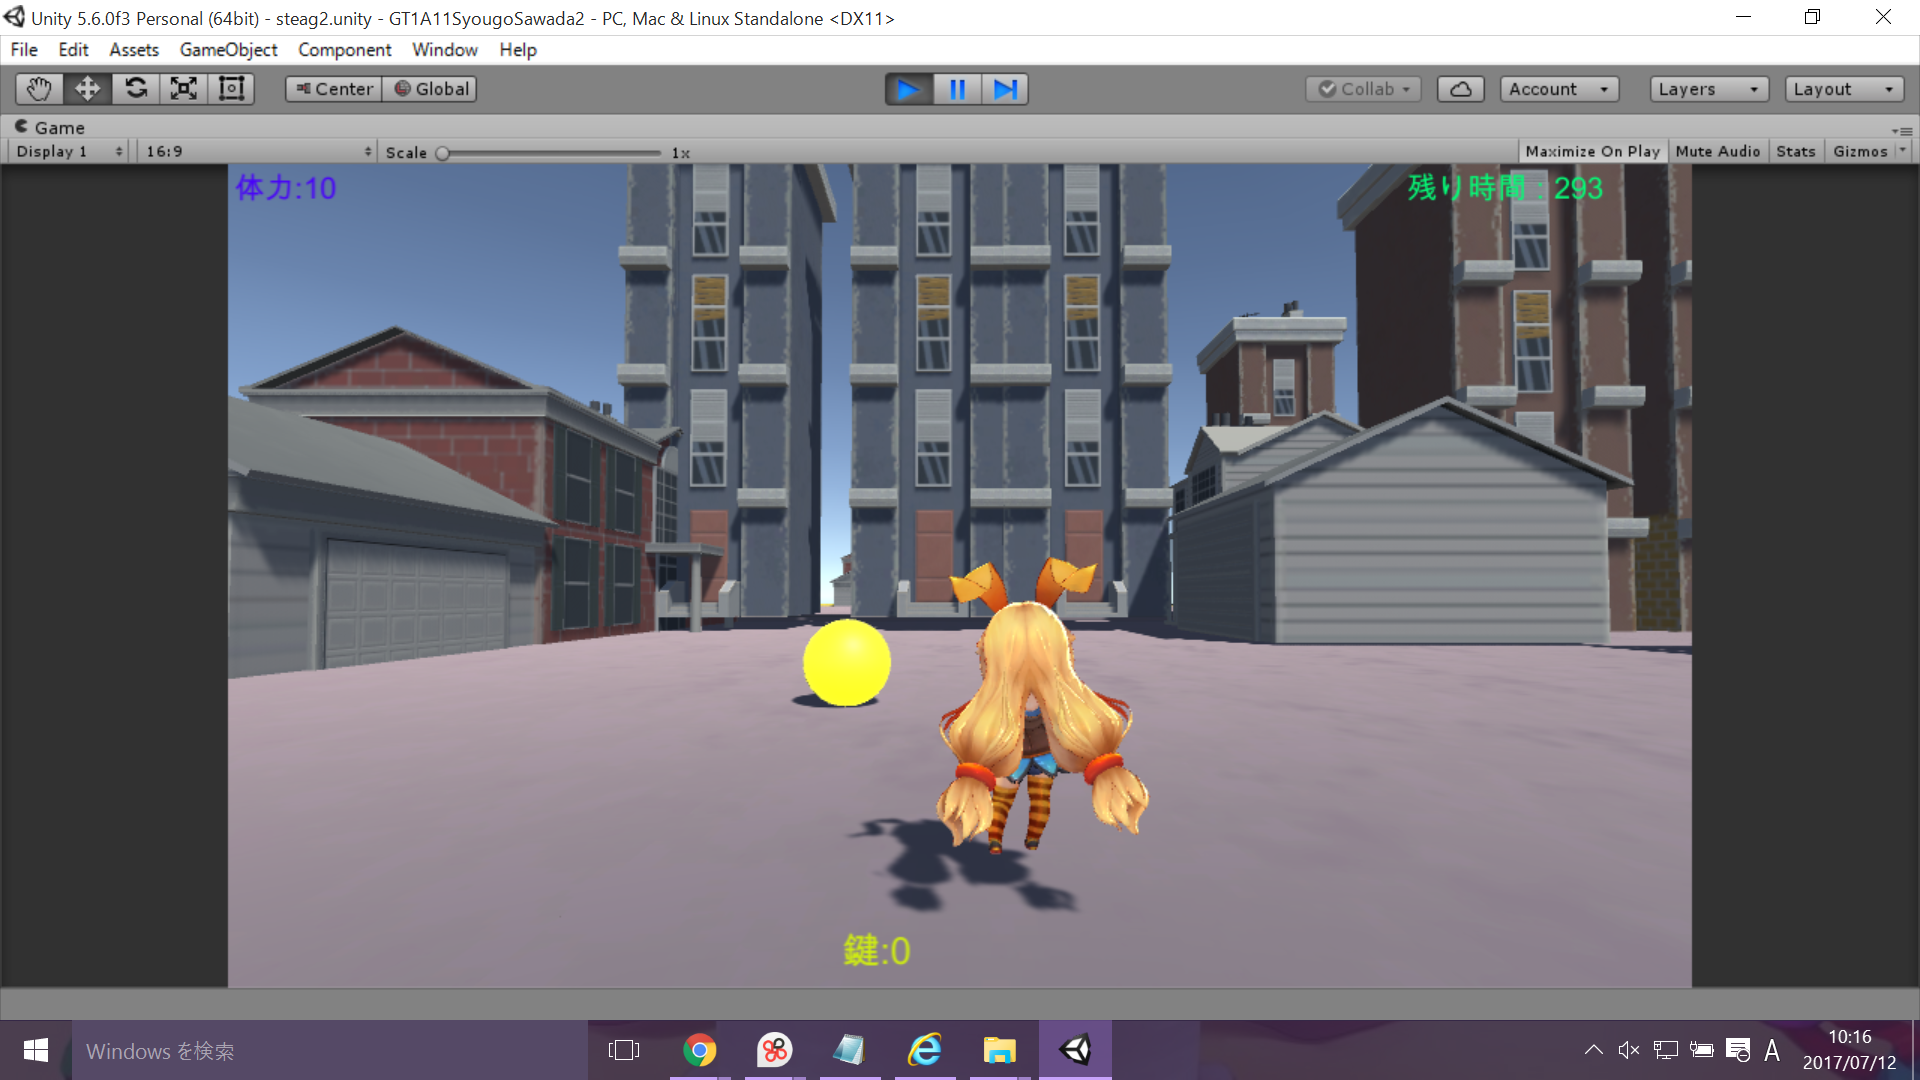 Unity 5.6.0f3 Personal (64bit) - steag2.unity - GT1A11SyougoSawada2 - PC, Mac & Linux Standalone <DX11>
File Edit Assets GameObject Component Window Help
Center Global Collab Account Layers Layout
Game
Display 1 16:9 Scale 1x Maximize On Play Mute Audio Stats Gizmos
体力:10 残り時間 : 293
鍵:0
Windows を検索 A 10:16
2017/07/12